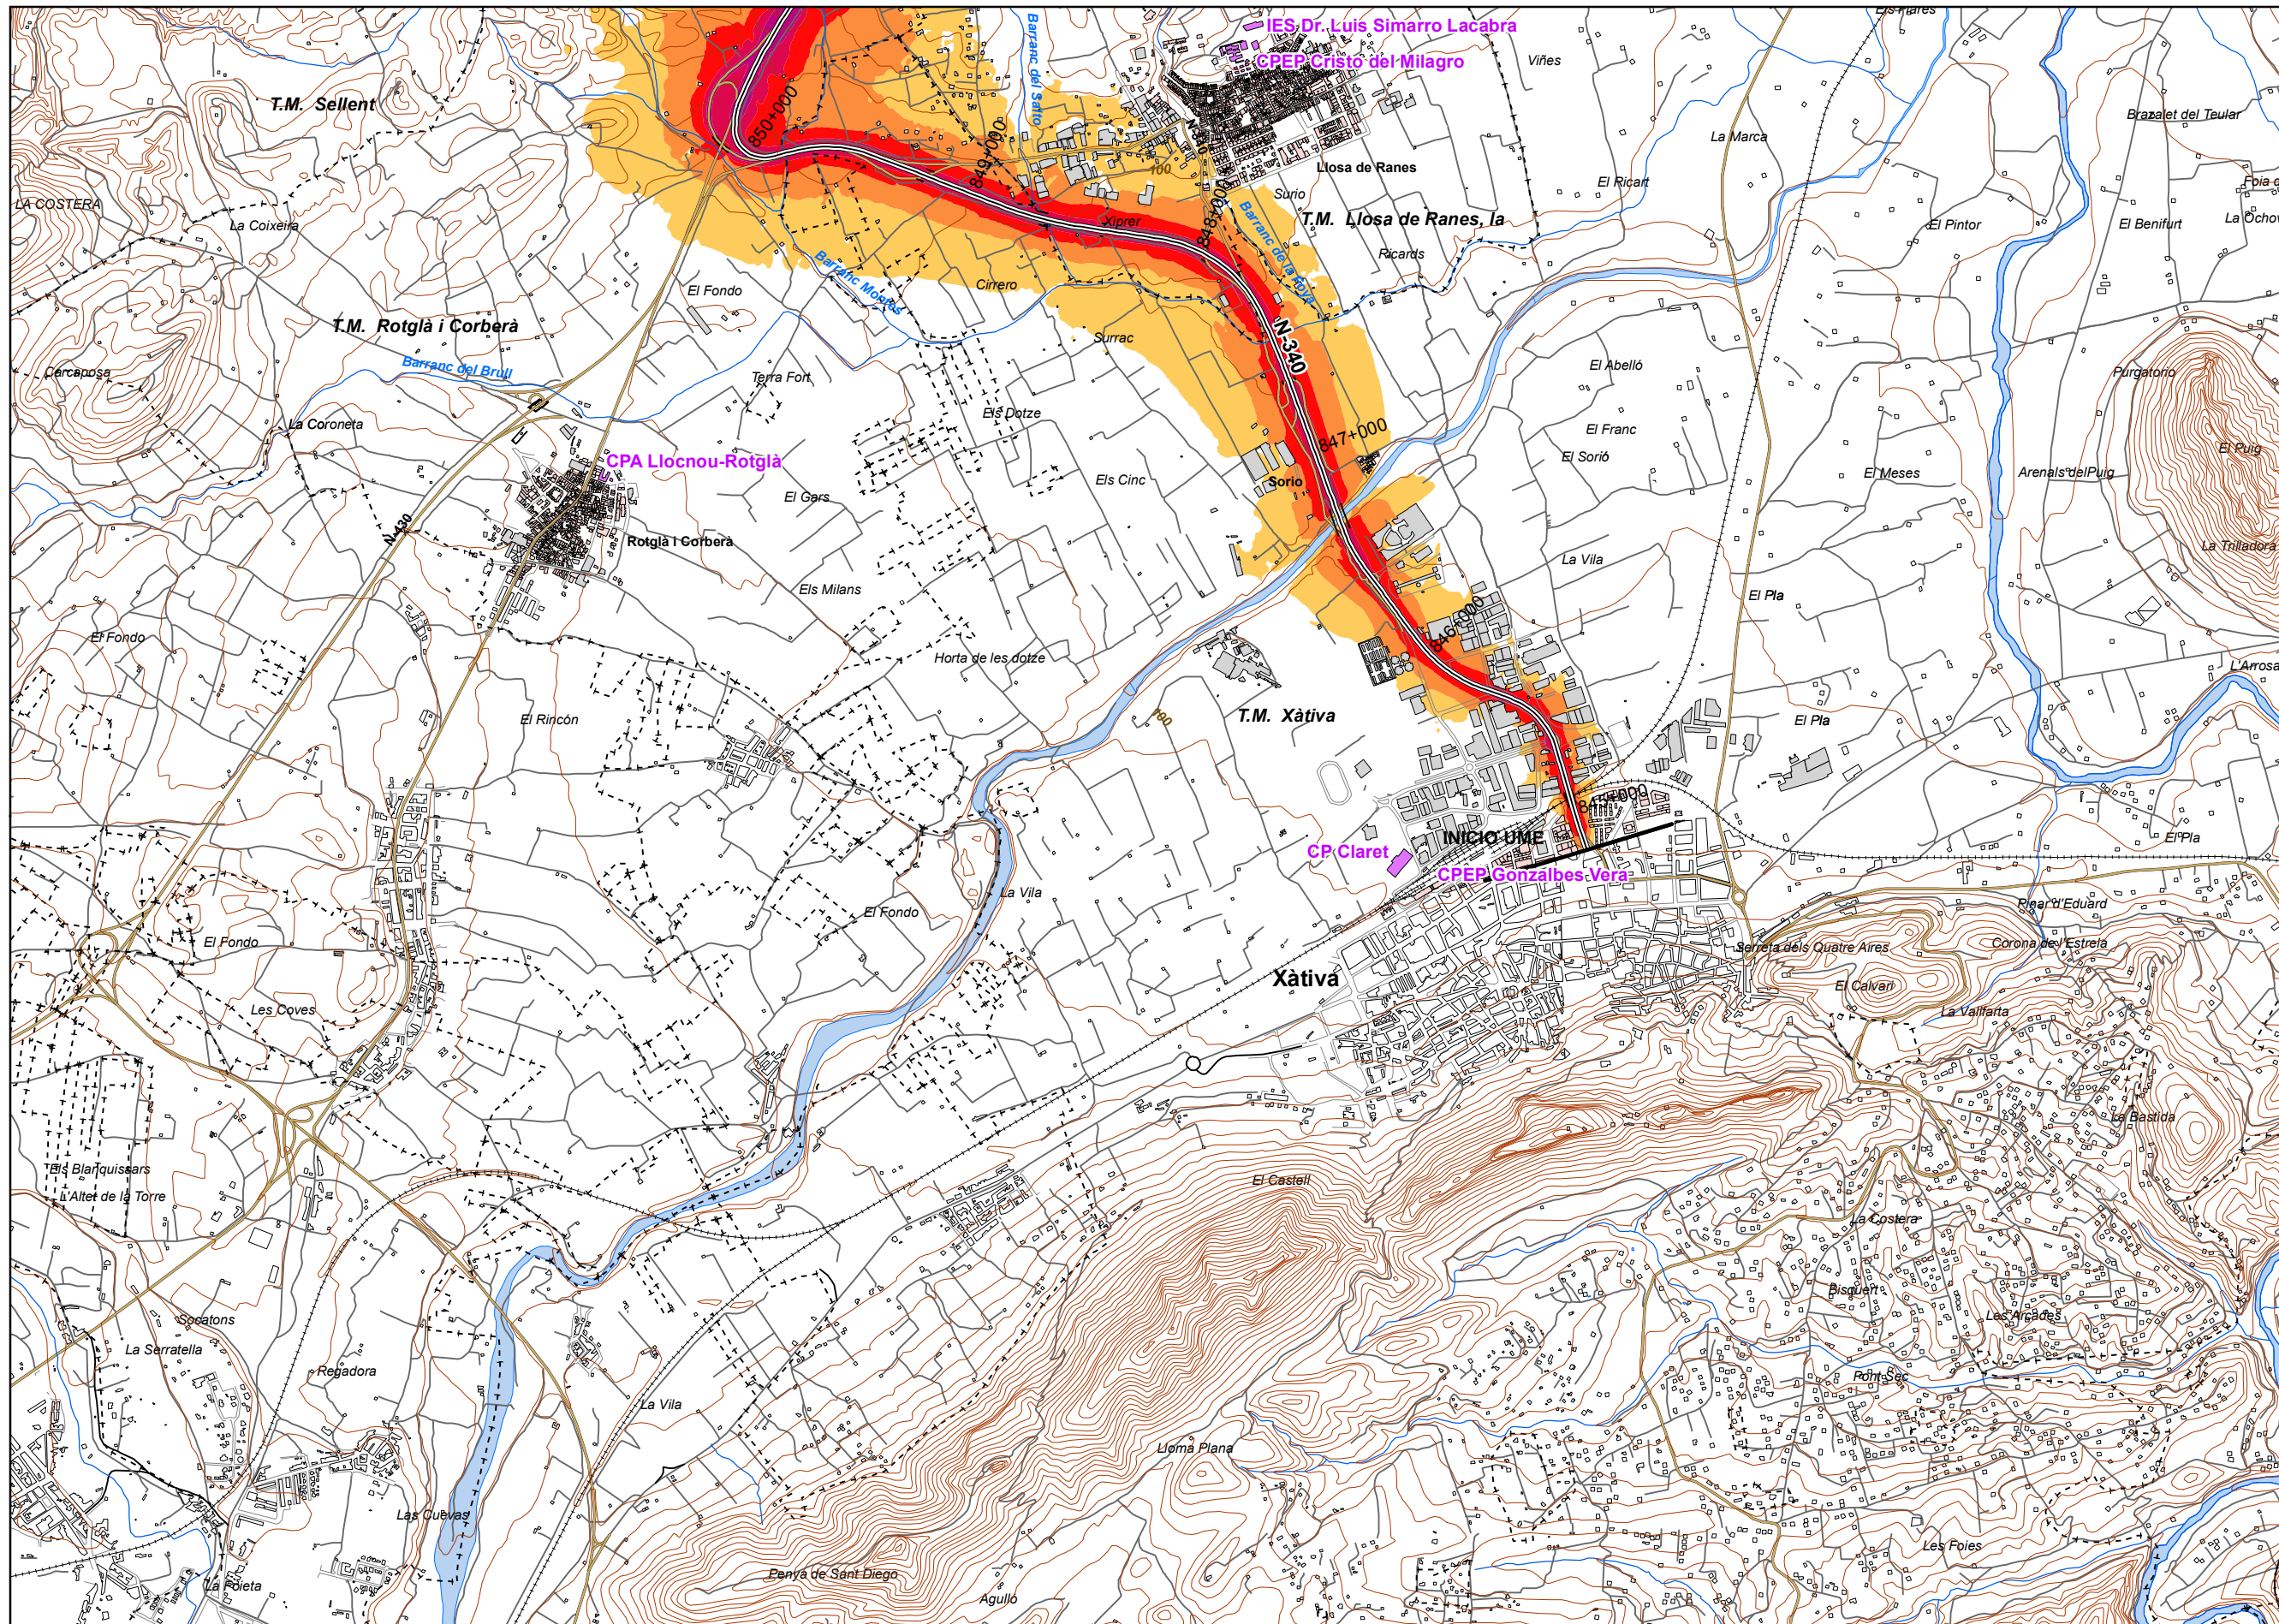 Els Plares
IES Dr. Luis Simarro Lacabra
CPEP Cristo del Milagro
Viñes
Barranc del Salto
T.M. Sellent
850+000
849+000
N-340
100
Llosa de Ranes
La Marca
Brazalet del Teular
El Ricart
Surio
Foia d
LA COSTERA
La Coixeira
Xiprer
848+000
Barranc de la Foya
T.M. Llosa de Ranes, la
El Pintor
El Benifurt
La Ochov
Ricards
Barranc Montés
Cirrero
El Fondo
T.M. Rotglà i Corberà
Surrac
N-340
Barranc del Brull
Carcaposa
Terra Fort
El Abelló
Purgatorio
La Coroneta
Els Dotze
El Franc
847+000
El Puig
CPA Llocnou-Rotglà
El Sorió
El Meses
Arenals del Puig
Els Cinc
Sorio
El Gars
N-430
Rotglà i Corberà
La Trilladora
La Vila
Els Milans
El Pla
846+000
El Fondo
Horta de les dotze
L'Arrosa
El Rincón
100
T.M. Xàtiva
El Pla
845+000
INICIO UME
El Pla
CP Claret
CPEP Gonzalbes Vera
La Vila
El Fondo
Pinar d'Eduard
El Fondo
Serreta dels Quatre Aires
Corona de l'Estrela
Xàtiva
El Calvari
Les Coves
La Vallfarta
La Bastida
Els Blanquissars
L'Altet de la Torre
El Castell
La Costera
Bisquert
Les Arcades
Socatons
La Serratella
Regadora
Pont Sec
La Vila
Lloma Plana
Las Cuevas
Les Foies
Penya de Sant Diego
La Foieta
Agulló